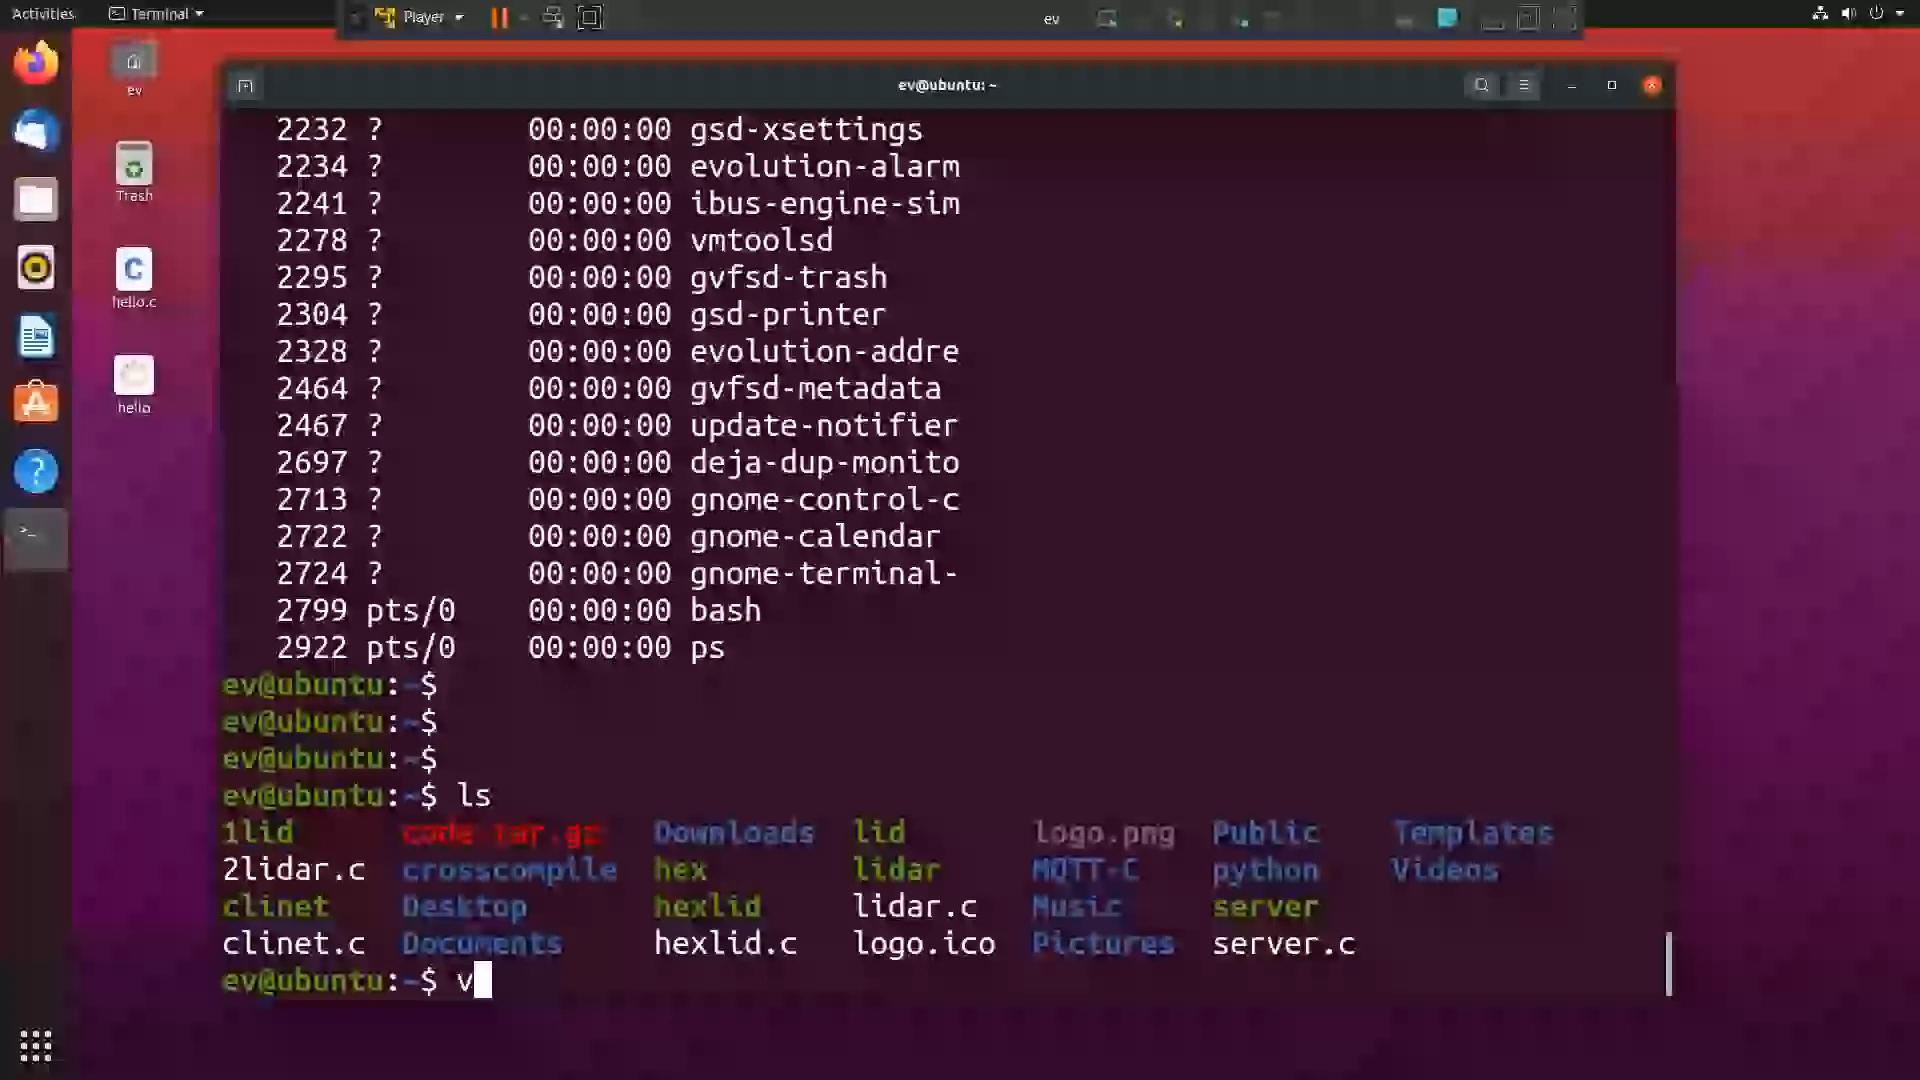 Activities
Terminal
Player
ev
ev@ubuntu: ~
ev
Trash
hello.c
hello
2232 ? 00:00:00 gsd-xsettings
2234 ? 00:00:00 evolution-alarm
2241 ? 00:00:00 ibus-engine-sim
2278 ? 00:00:00 vmtoolsd
2295 ? 00:00:00 gvfsd-trash
2304 ? 00:00:00 gsd-printer
2328 ? 00:00:00 evolution-addre
2464 ? 00:00:00 gvfsd-metadata
2467 ? 00:00:00 update-notifier
2697 ? 00:00:00 deja-dup-monito
2713 ? 00:00:00 gnome-control-c
2722 ? 00:00:00 gnome-calendar
2724 ? 00:00:00 gnome-terminal-
2799 pts/0 00:00:00 bash
2922 pts/0 00:00:00 ps
ev@ubuntu:~$
ev@ubuntu:~$
ev@ubuntu:~$
ev@ubuntu:~$ ls
1lid code.tar.gz Downloads lid logo.png Public Templates
2lidar.c crosscompile hex lidar MQTT-C python Videos
clinet Desktop hexlid lidar.c Music server
clinet.c Documents hexlid.c logo.ico Pictures server.c
ev@ubuntu:~$ v